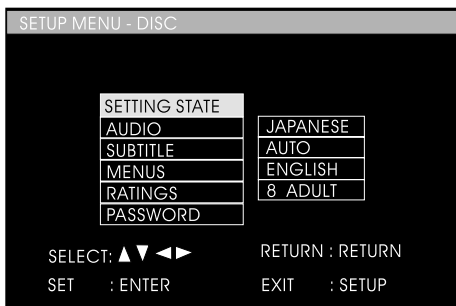 SETUP MENU - DISC
SETTING STATE
AUDIO JAPANESE
SUBTITLE AUTO
MENUS ENGLISH
RATINGS 8 ADULT
PASSWORD
SELECT: ▲▼◀▶ RETURN : RETURN
SET : ENTER EXIT : SETUP